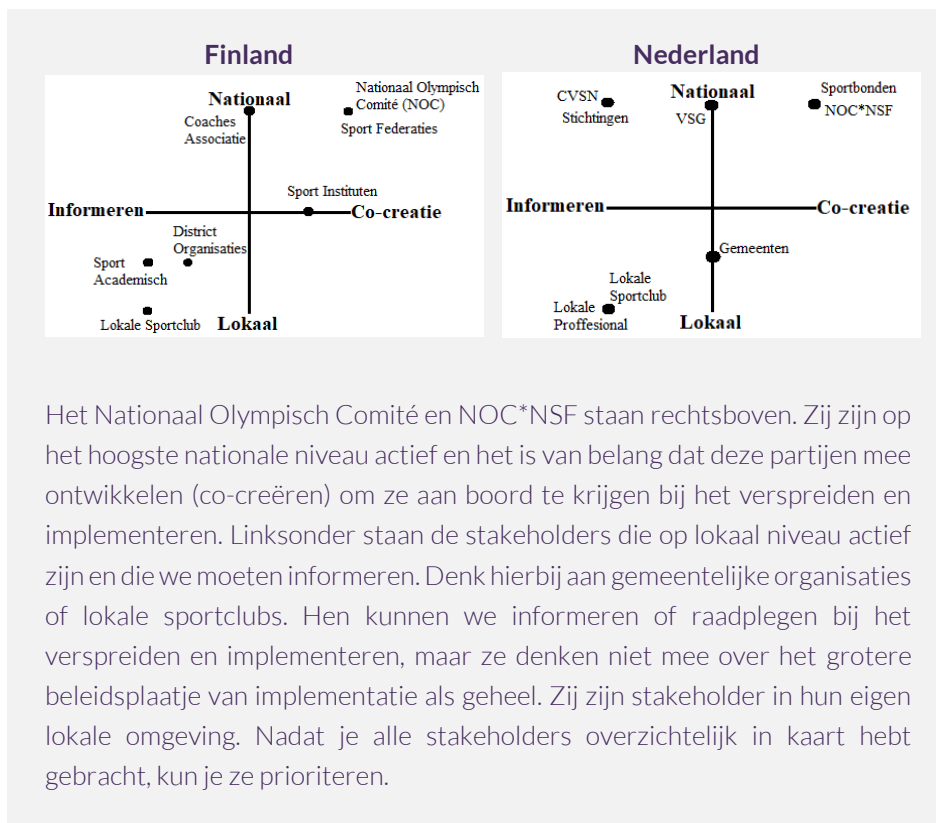 Finland
Nationaal Olympisch
Comité (NOC)
Nationaal
Coaches
Associatie
Sport Federaties
Sport Instituten
Informeren
Co-creatie
District
Organisaties
Sport
Academisch
Lokale Sportclub
Lokaal
Nederland
Sportbonden
Nationaal
CVSN
NOC*NSF
Stichtingen
VSG
Informeren
Co-creatie
Gemeenten
Lokale
Sportclub
Lokale
Proffesional
Lokaal
Het Nationaal Olympisch Comité en NOC*NSF staan rechtsboven. Zij zijn op
het hoogste nationale niveau actief en het is van belang dat deze partijen mee
ontwikkelen (co-creëren) om ze aan boord te krijgen bij het verspreiden en
implementeren. Linksonder staan de stakeholders die op lokaal niveau actief
zijn en die we moeten informeren. Denk hierbij aan gemeentelijke organisaties
of lokale sportclubs. Hen kunnen we informeren of raadplegen bij het
verspreiden en implementeren, maar ze denken niet mee over het grotere
beleidsplaatje van implementatie als geheel. Zij zijn stakeholder in hun eigen
lokale omgeving. Nadat je alle stakeholders overzichtelijk in kaart hebt
gebracht, kun je ze prioriteren.